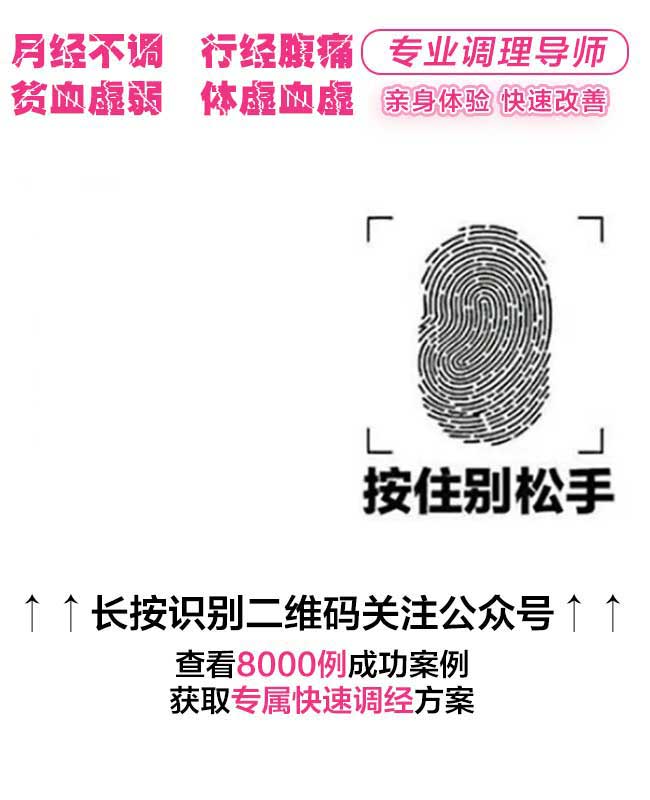 月经不调 行经腹痛 专业调理导师
贫血虚弱 体虚血虚 亲身体验 快速改善
按住别松手
↑ ↑ 长按识别二维码关注公众号 ↑ ↑
查看8000例成功案例
获取专属快速调经方案